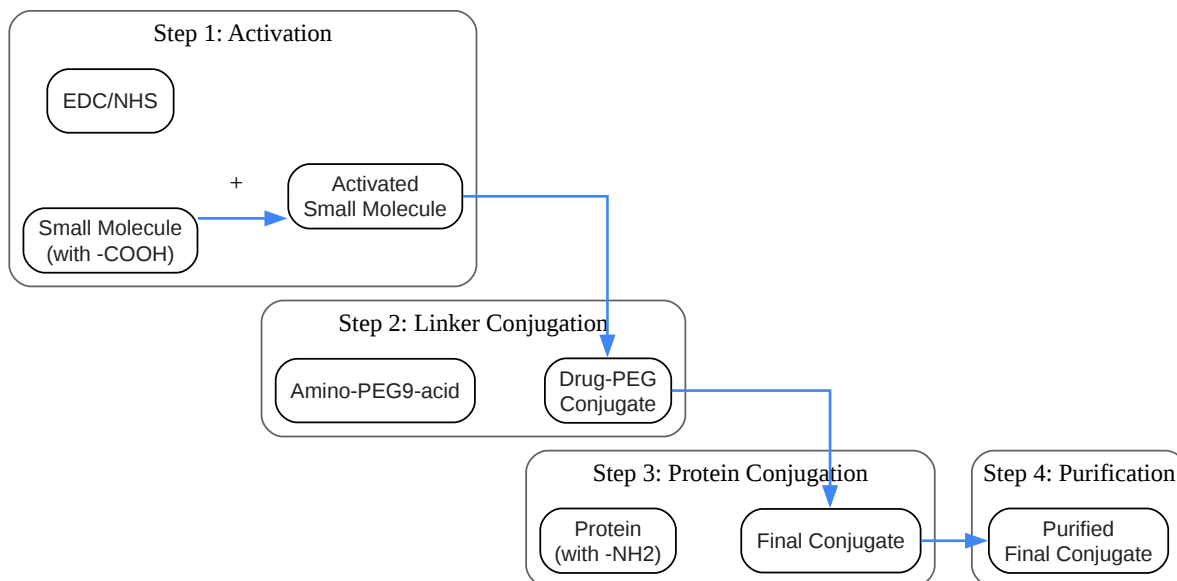 Step 1: Activation
EDC/NHS
+
Activated
Small Molecule
Small Molecule
(with -COOH)
Step 2: Linker Conjugation
Amino-PEG9-acid
Drug-PEG
Conjugate
Step 3: Protein Conjugation
Protein
(with -NH2)
Final Conjugate
Step 4: Purification
Purified
Final Conjugate